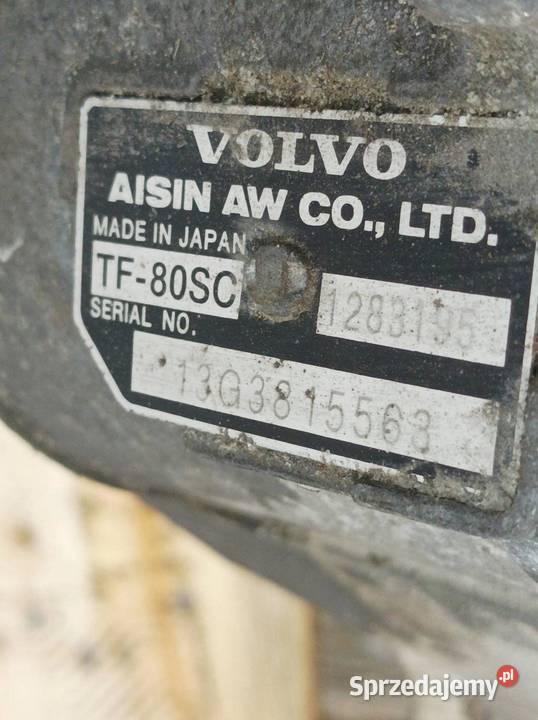 VOLVO
AISIN AW CO., LTD.
MADE IN JAPAN
TF-80SC 1283195
SERIAL NO.
13G3815563
Sprzedajemy.pl